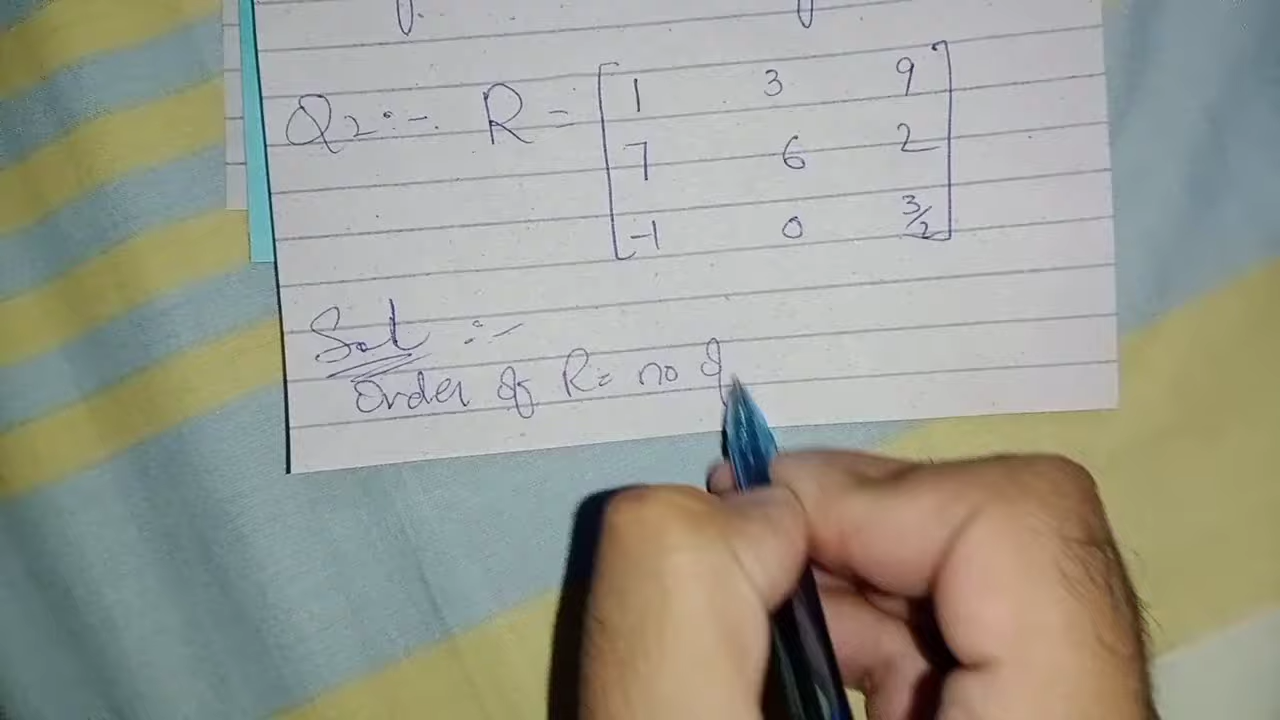 Q2:-. R = [ 1 3 9
7 6 2
-1 0 3/2 ]
Sol :-
Order of R = no of